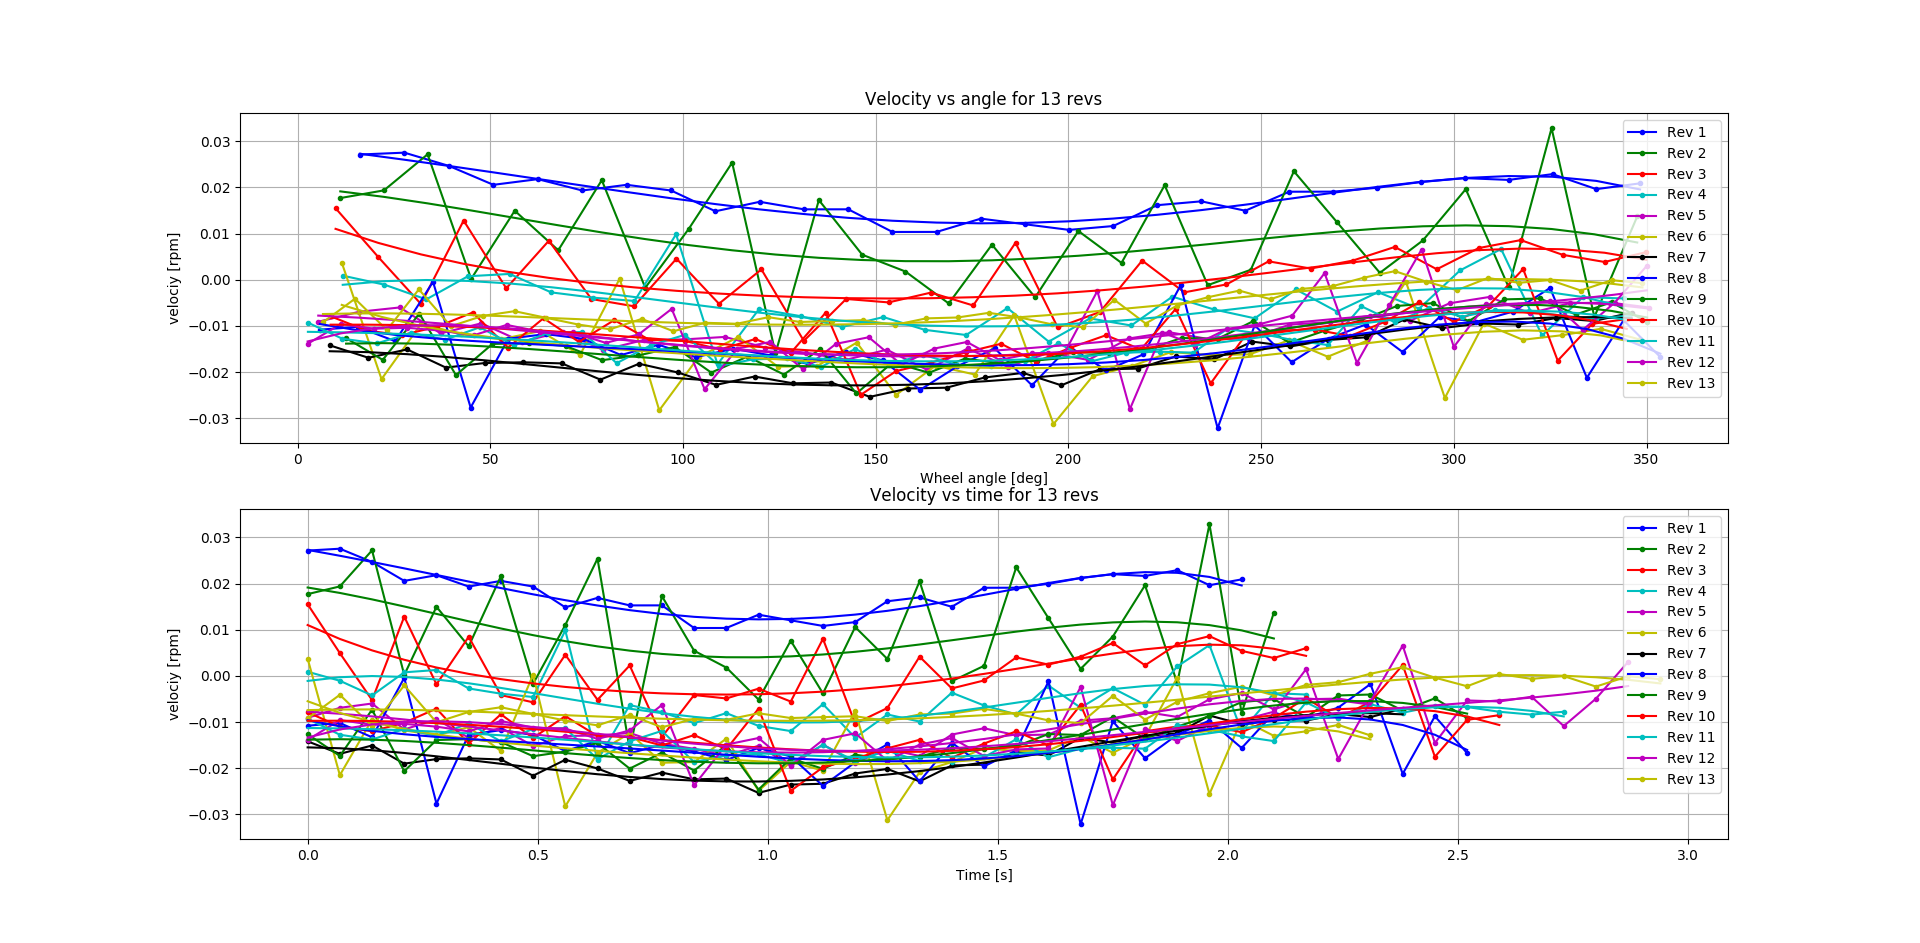 Velocity vs angle for 13 revs
velociy [rpm]
0.03
0.02
0.01
0.00
−0.01
−0.02
−0.03
0 50 100 150 200 250 300 350
Wheel angle [deg]
Rev 1
Rev 2
Rev 3
Rev 4
Rev 5
Rev 6
Rev 7
Rev 8
Rev 9
Rev 10
Rev 11
Rev 12
Rev 13
Velocity vs time for 13 revs
velociy [rpm]
0.03
0.02
0.01
0.00
−0.01
−0.02
−0.03
0.0 0.5 1.0 1.5 2.0 2.5 3.0
Time [s]
Rev 1
Rev 2
Rev 3
Rev 4
Rev 5
Rev 6
Rev 7
Rev 8
Rev 9
Rev 10
Rev 11
Rev 12
Rev 13